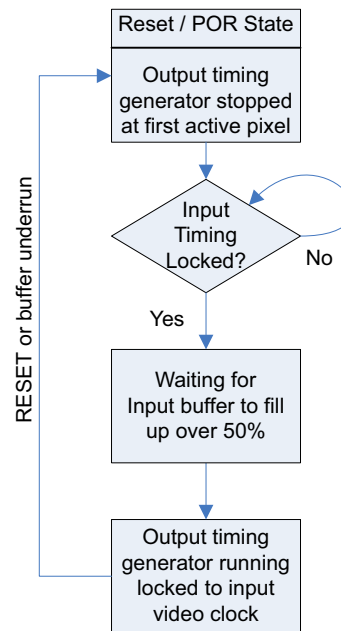 Reset / POR State
Output timing
generator stopped
at first active pixel
Input
Timing
Locked?
No
Yes
Waiting for
Input buffer to fill
up over 50%
Output timing
generator running
locked to input
video clock
RESET or buffer underrun